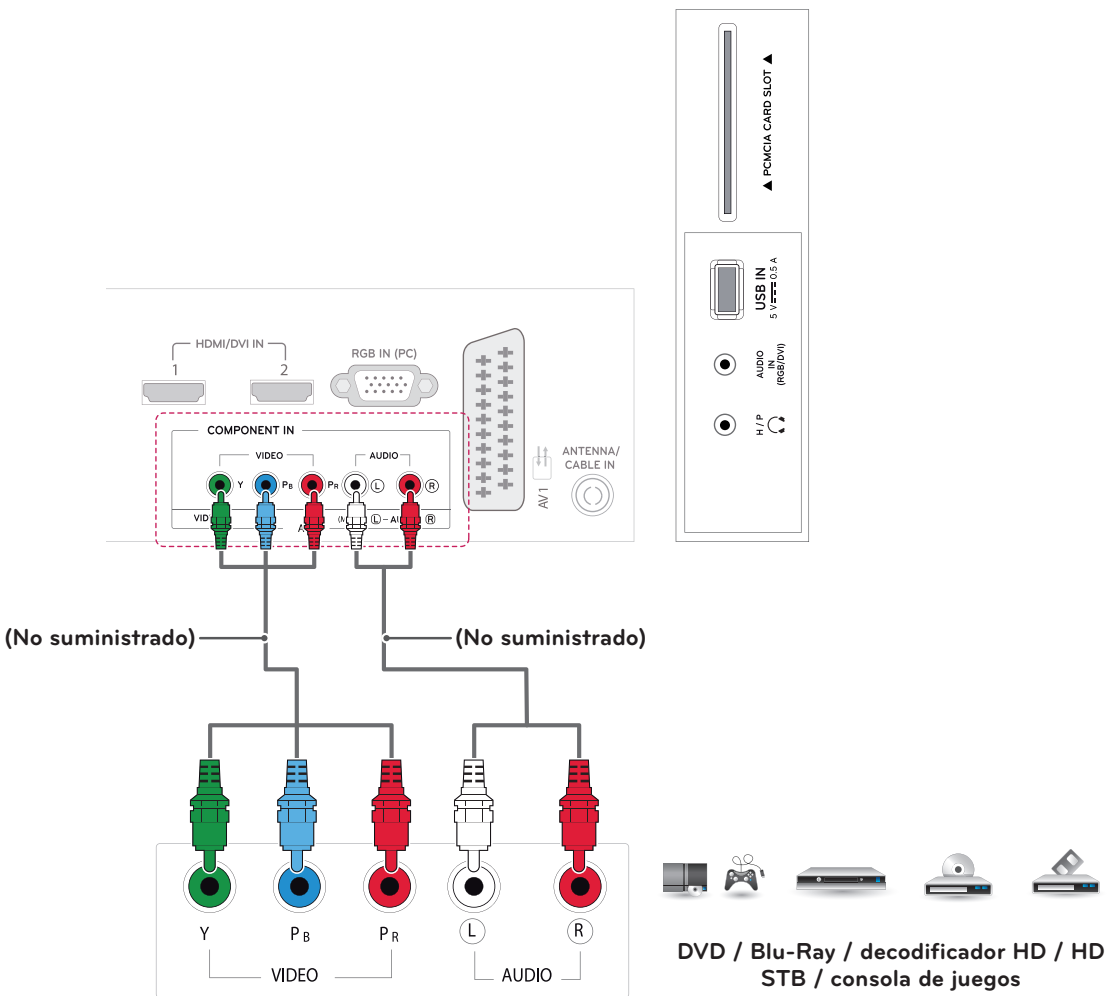 ▲ PCMCIA CARD SLOT ▲
USB IN
5 V 0.5 A
AUDIO
IN
(RGB/DVI)
H / P
HDMI/DVI IN
1
2
RGB IN (PC)
COMPONENT IN
VIDEO
AUDIO
Y
PB
PR
L
R
L
R
AV 1
ANTENNA/
CABLE IN
(No suministrado)
(No suministrado)
Y
PB
PR
L
R
VIDEO
AUDIO
DVD / Blu-Ray / decodificador HD / HD
STB / consola de juegos